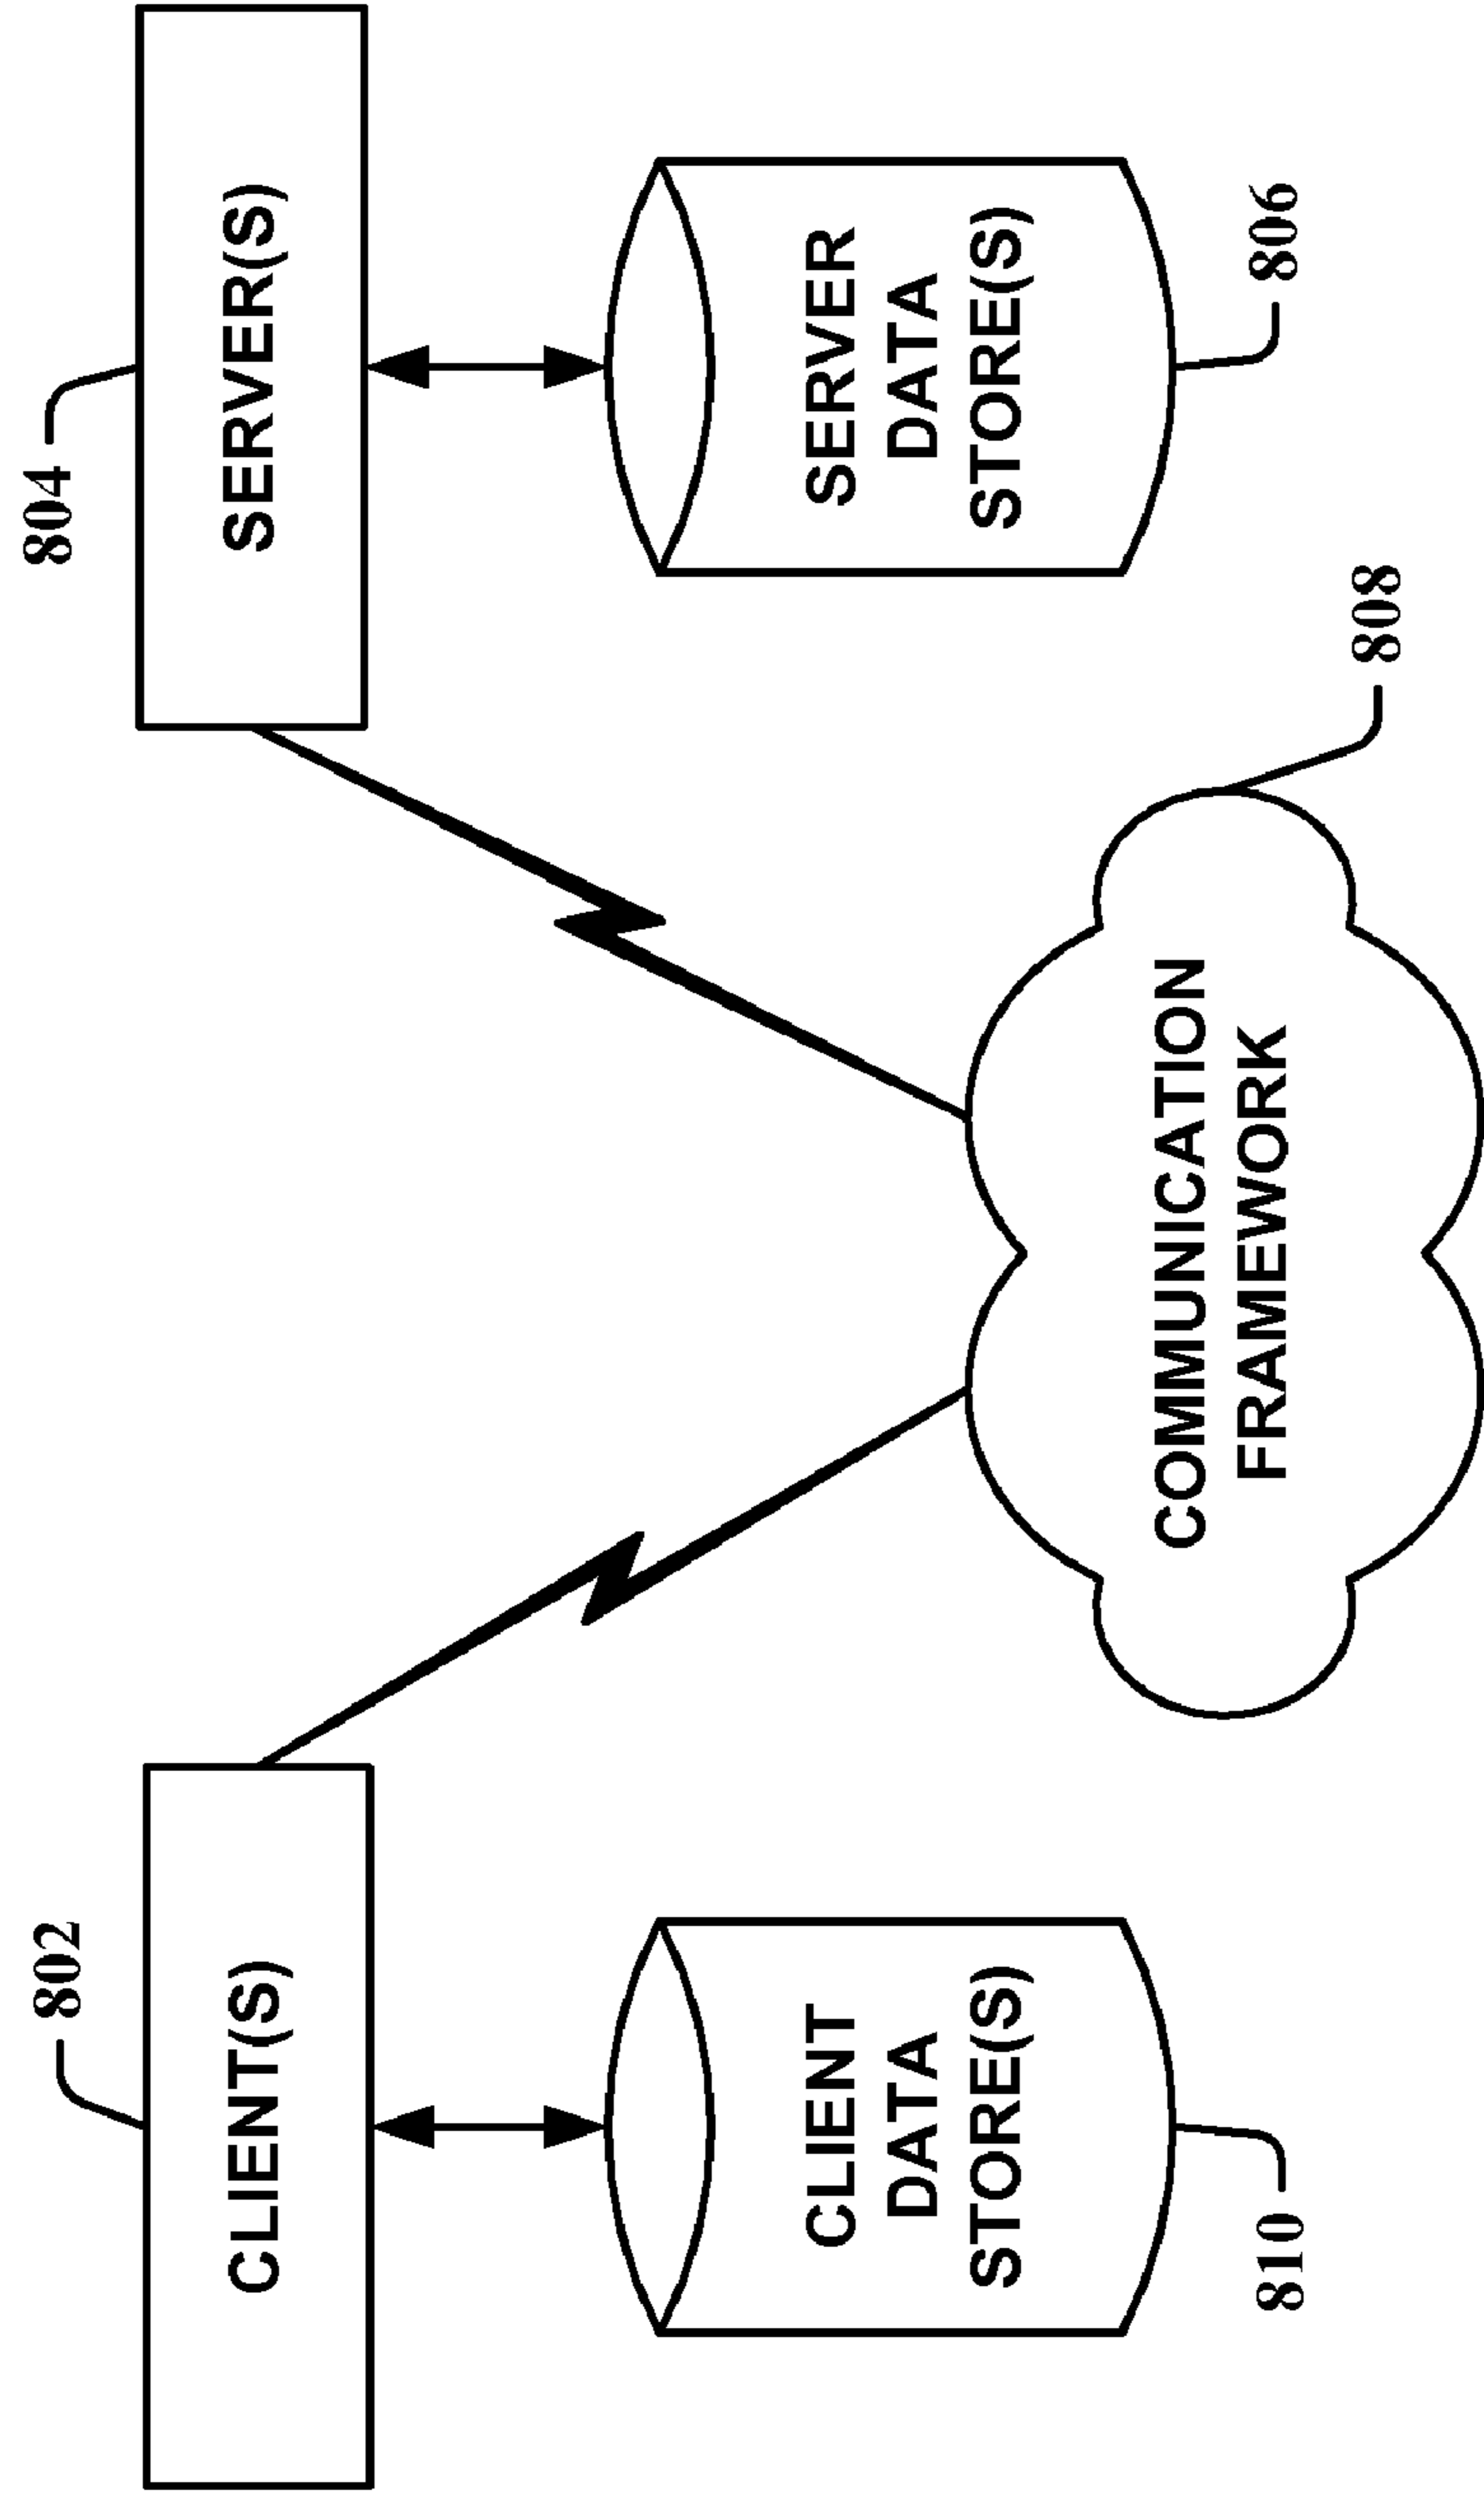 802
804
CLIENT(S)
SERVER(S)
CLIENT
DATA
STORE(S)
SERVER
DATA
STORE(S)
COMMUNICATION
FRAMEWORK
810
806
808